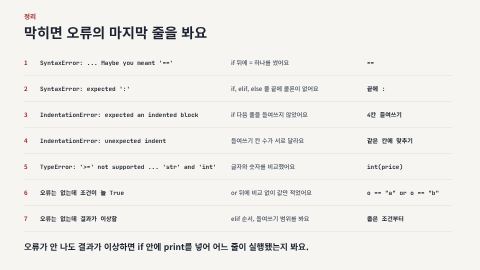 정리
막히면 오류의 마지막 줄을 봐요
1 SyntaxError: ... Maybe you meant '==' if 뒤에 = 하나를 썼어요 ==
2 SyntaxError: expected ':' if, elif, else 줄 끝에 콜론이 없어요 끝에 :
3 IndentationError: expected an indented block if 다음 줄을 들여쓰지 않았어요 4칸 들여쓰기
4 IndentationError: unexpected indent 들여쓰기 칸 수가 서로 달라요 같은 칸에 맞추기
5 TypeError: '>=' not supported ... 'str' and 'int' 글자와 숫자를 비교했어요 int(price)
6 오류는 없는데 조건이 늘 True or 뒤에 비교 없이 값만 적었어요 o == "a" or o == "b"
7 오류는 없는데 결과가 이상함 elif 순서, 들여쓰기 범위를 봐요 좁은 조건부터
오류가 안 나도 결과가 이상하면 if 안에 print를 넣어 어느 줄이 실행됐는지 봐요.